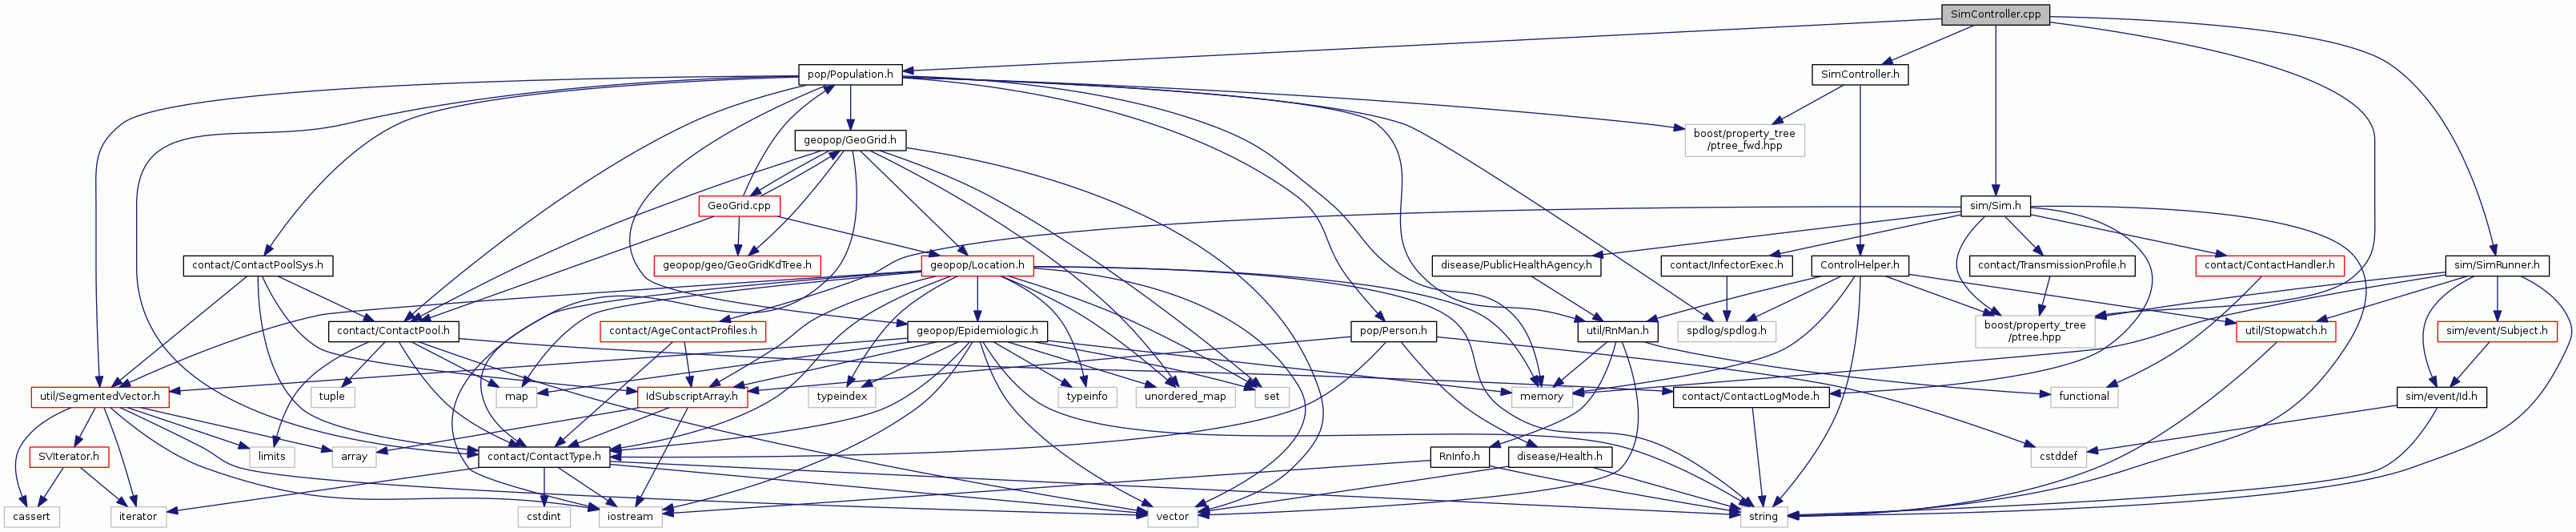 SimController.cpp
pop/Population.h
SimController.h
boost/property_tree
/ptree_fwd.hpp
geopop/GeoGrid.h
GeoGrid.cpp
sim/Sim.h
contact/ContactPoolSys.h
geopop/geo/GeoGridKdTree.h
geopop/Location.h
disease/PublicHealthAgency.h
contact/InfectorExec.h
ControlHelper.h
contact/TransmissionProfile.h
contact/ContactHandler.h
sim/SimRunner.h
contact/ContactPool.h
contact/AgeContactProfiles.h
geopop/Epidemiologic.h
pop/Person.h
util/RnMan.h
spdlog/spdlog.h
boost/property_tree
/ptree.hpp
util/Stopwatch.h
sim/event/Subject.h
util/SegmentedVector.h
tuple
map
IdSubscriptArray.h
typeindex
typeinfo
unordered_map
set
memory
contact/ContactLogMode.h
functional
sim/event/Id.h
SVIterator.h
limits
array
contact/ContactType.h
RnInfo.h
disease/Health.h
cstddef
cassert
iterator
cstdint
iostream
vector
string